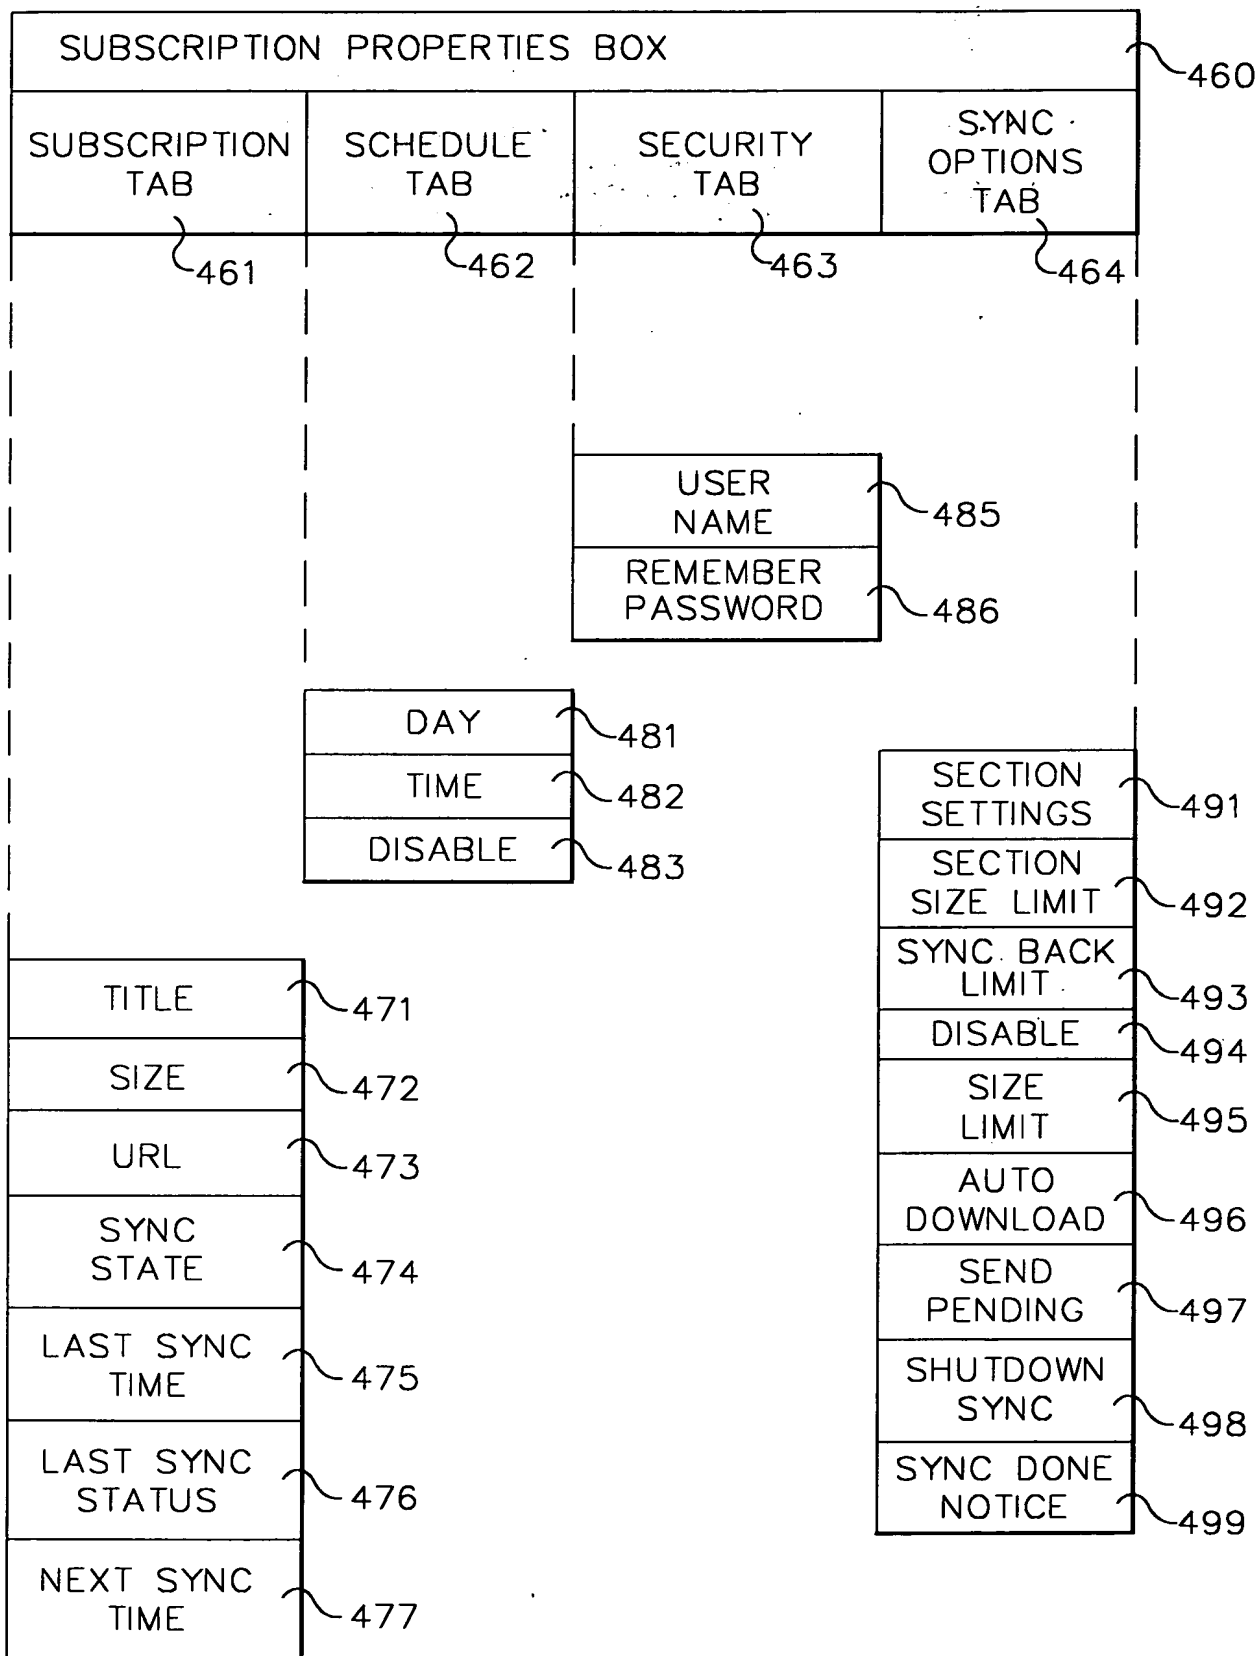 SUBSCRIPTION PROPERTIES BOX
460
SUBSCRIPTION
TAB
461
SCHEDULE
TAB
462
SECURITY
TAB
463
SYNC
OPTIONS
TAB
464
USER
NAME
485
REMEMBER
PASSWORD
486
DAY
481
TIME
482
DISABLE
483
TITLE
471
SIZE
472
URL
473
SYNC
STATE
474
LAST SYNC
TIME
475
LAST SYNC
STATUS
476
NEXT SYNC
TIME
477
SECTION
SETTINGS
491
SECTION
SIZE LIMIT
492
SYNC BACK
LIMIT
493
DISABLE
494
SIZE
LIMIT
495
AUTO
DOWNLOAD
496
SEND
PENDING
497
SHUTDOWN
SYNC
498
SYNC DONE
NOTICE
499